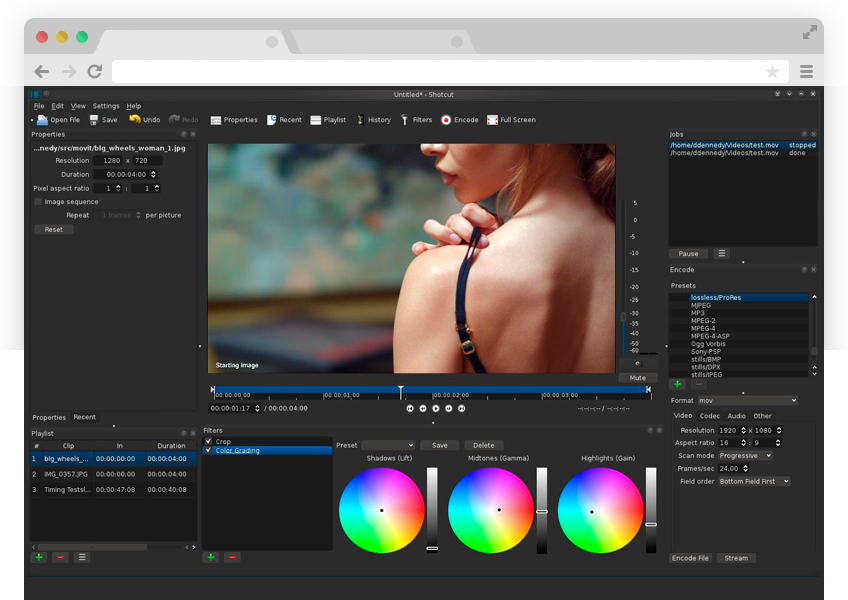 Untitled* - Shotcut
File Edit View Settings Help
Open File Save Undo Redo Properties Recent Playlist History Filters Encode Full Screen
Properties
...nedy/src/movit/blg_wheels_woman_1.jpg
Resolution 1280 x 720
Duration 00:00:04:00
Pixel aspect ratio 1 : 1
Image sequence
Repeat 1 frames per picture
Reset
Properties Recent
Playlist
# Clip In Duration
1 blg_wheels_... 00:00:00:00 00:00:04:00
2 IMG_0357.JPG 00:00:00:00 00:00:04:00
3 Timing Testsl... 00:00:47:08 00:00:40:08
Starting image
5
0
-5
-10
-15
-20
-25
-30
-35
-40
-50
-60
Mute
00:00:00:00 00:00:01:00 00:00:02:00 00:00:03:00
00:00:01:17 / 00:00:04:00 --:--:--:-- / --:--:--:--
Filters
Crop
Color Grading
Preset Save Delete
Shadows (Lift) Midtones (Gamma) Highlights (Gain)
Jobs
/home/ddennedy/Videos/test.mov stopped
/home/ddennedy/Videos/test.mov done
Pause
Encode
Presets
lossless/ProRes
MJPEG
MP3
MPEG-2
MPEG-4
MPEG-4-ASP
Ogg Vorbis
Sony-PSP
stills/BMP
stills/DPX
stills/JPEG
Format mov
Video Codec Audio Other
Resolution 1920 x 1080
Aspect ratio 16 : 9
Scan mode Progressive
Frames/sec 24.00
Field order Bottom Field First
Encode File Stream